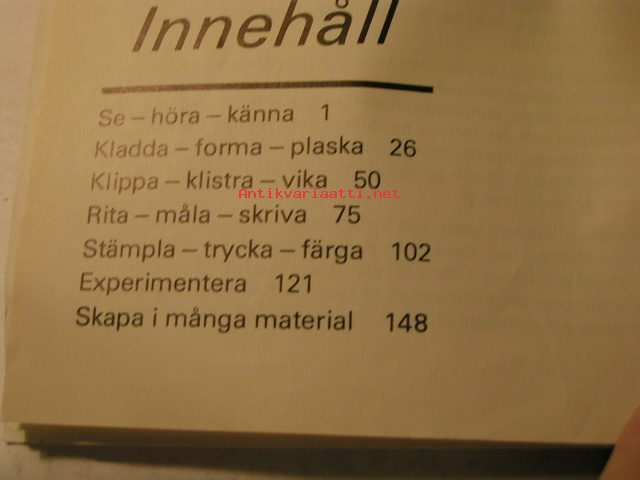 Innehåll
Se – höra – känna 1
Kladda – forma – plaska 26
Klippa – klistra – vika 50
Antikvariaatti.net
Rita – måla – skriva 75
Stämpla – trycka – färga 102
Experimentera 121
Skapa i många material 148